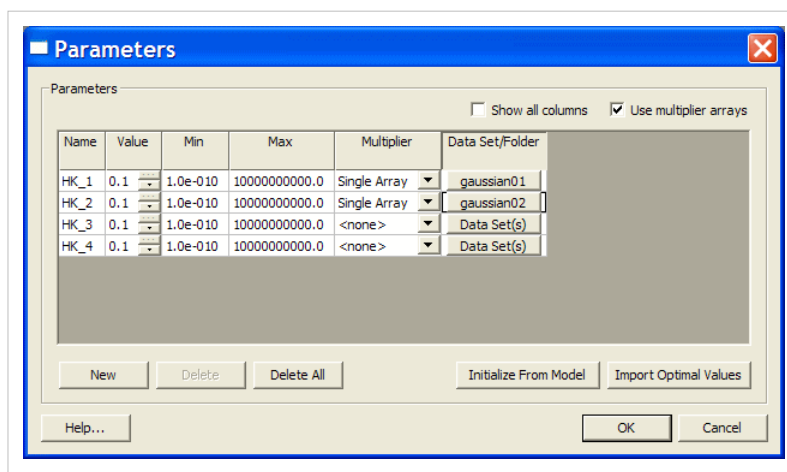 Parameters
Parameters
Show all columns Use multiplier arrays
Name Value Min Max Multiplier Data Set/Folder
HK_1 0.1 1.0e-010 10000000000.0 Single Array gaussian01
HK_2 0.1 1.0e-010 10000000000.0 Single Array gaussian02
HK_3 0.1 1.0e-010 10000000000.0 <none> Data Set(s)
HK_4 0.1 1.0e-010 10000000000.0 <none> Data Set(s)
New Delete Delete All Initialize From Model Import Optimal Values
Help... OK Cancel